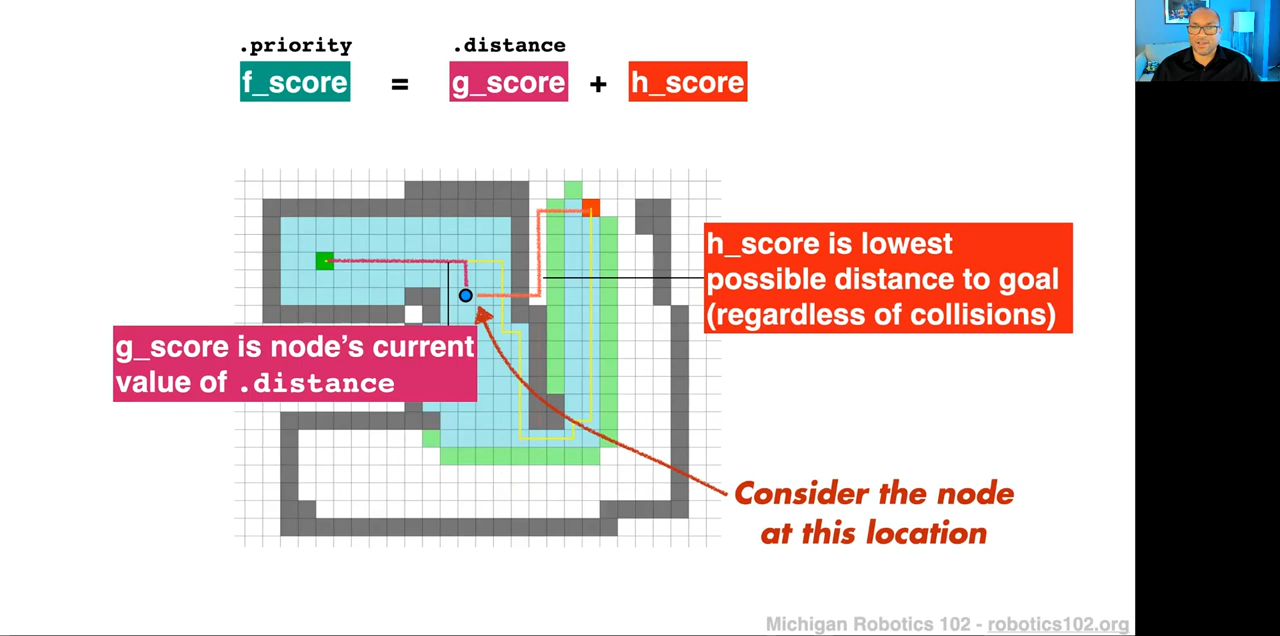 .priority .distance
f_score = g_score + h_score
h_score is lowest
possible distance to goal
(regardless of collisions)
g_score is node’s current
value of .distance
Consider the node
at this location
Michigan Robotics 102 - robotics102.org